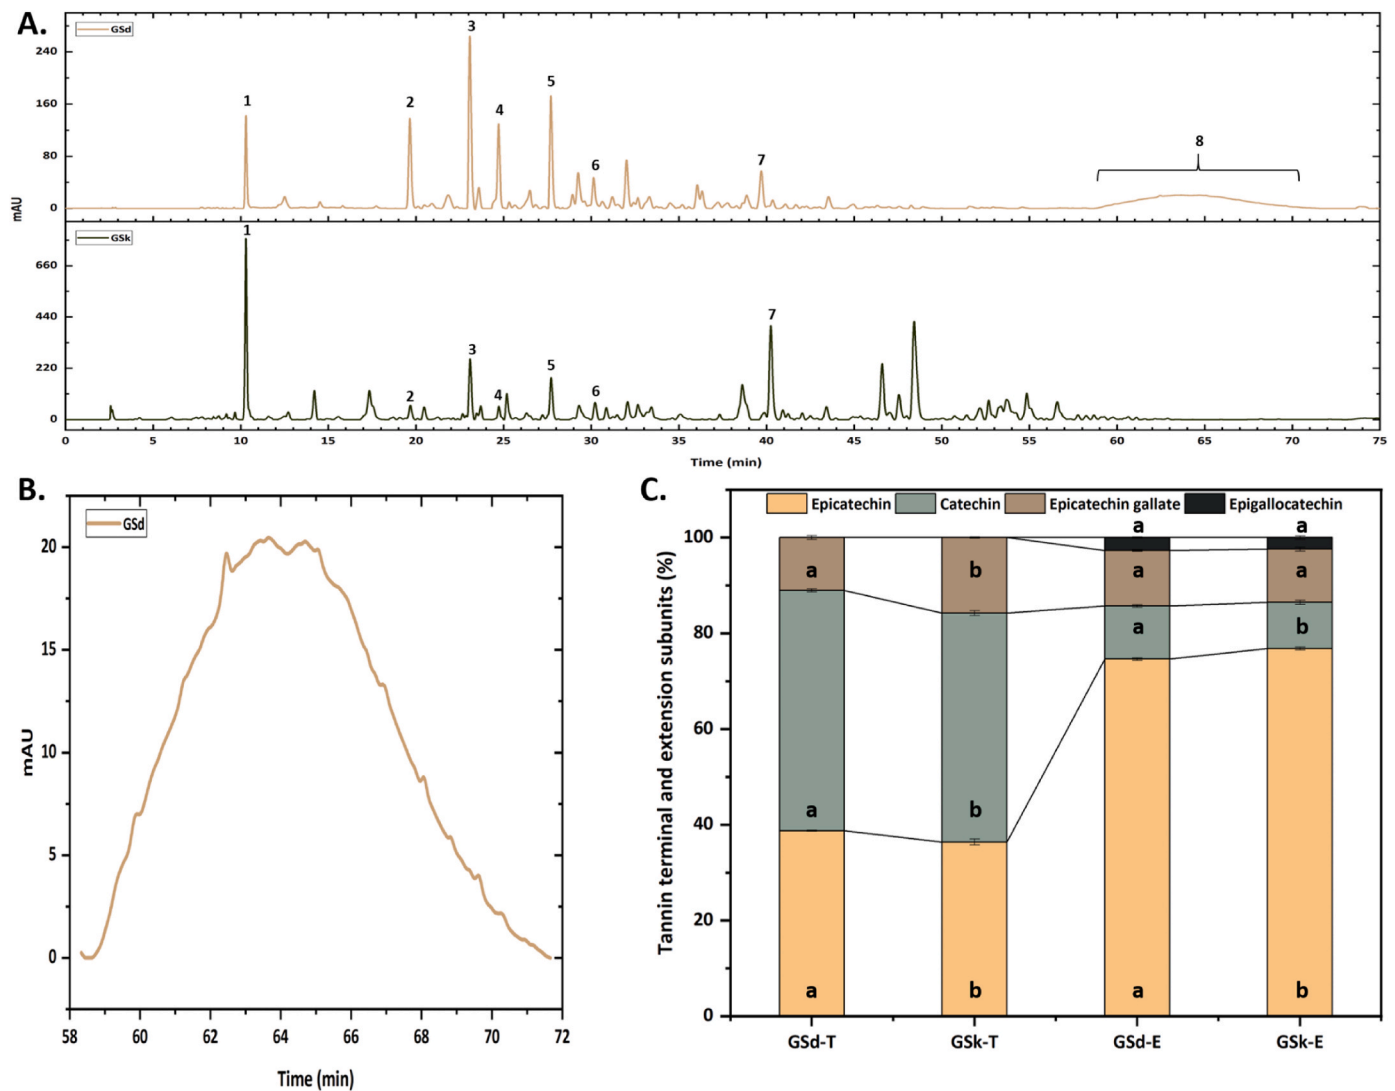 A.
GSd
240
160
80
0
mAU
1
2
3
4
5
6
7
8
GSk
660
440
220
0
1
2
3
4
5
6
7
0 5 10 15 20 25 30 35 40 45 50 55 60 65 70 75
Time (min)
B.
GSd
20
15
10
5
0
mAU
58 60 62 64 66 68 70 72
Time (min)
C.
Epicatechin Catechin Epicatechin gallate Epigallocatechin
Tannin terminal and extension subunits (%)
100
80
60
40
20
0
a a
a b a a
a b
a b
a b a b
GSd-T GSk-T GSd-E GSk-E